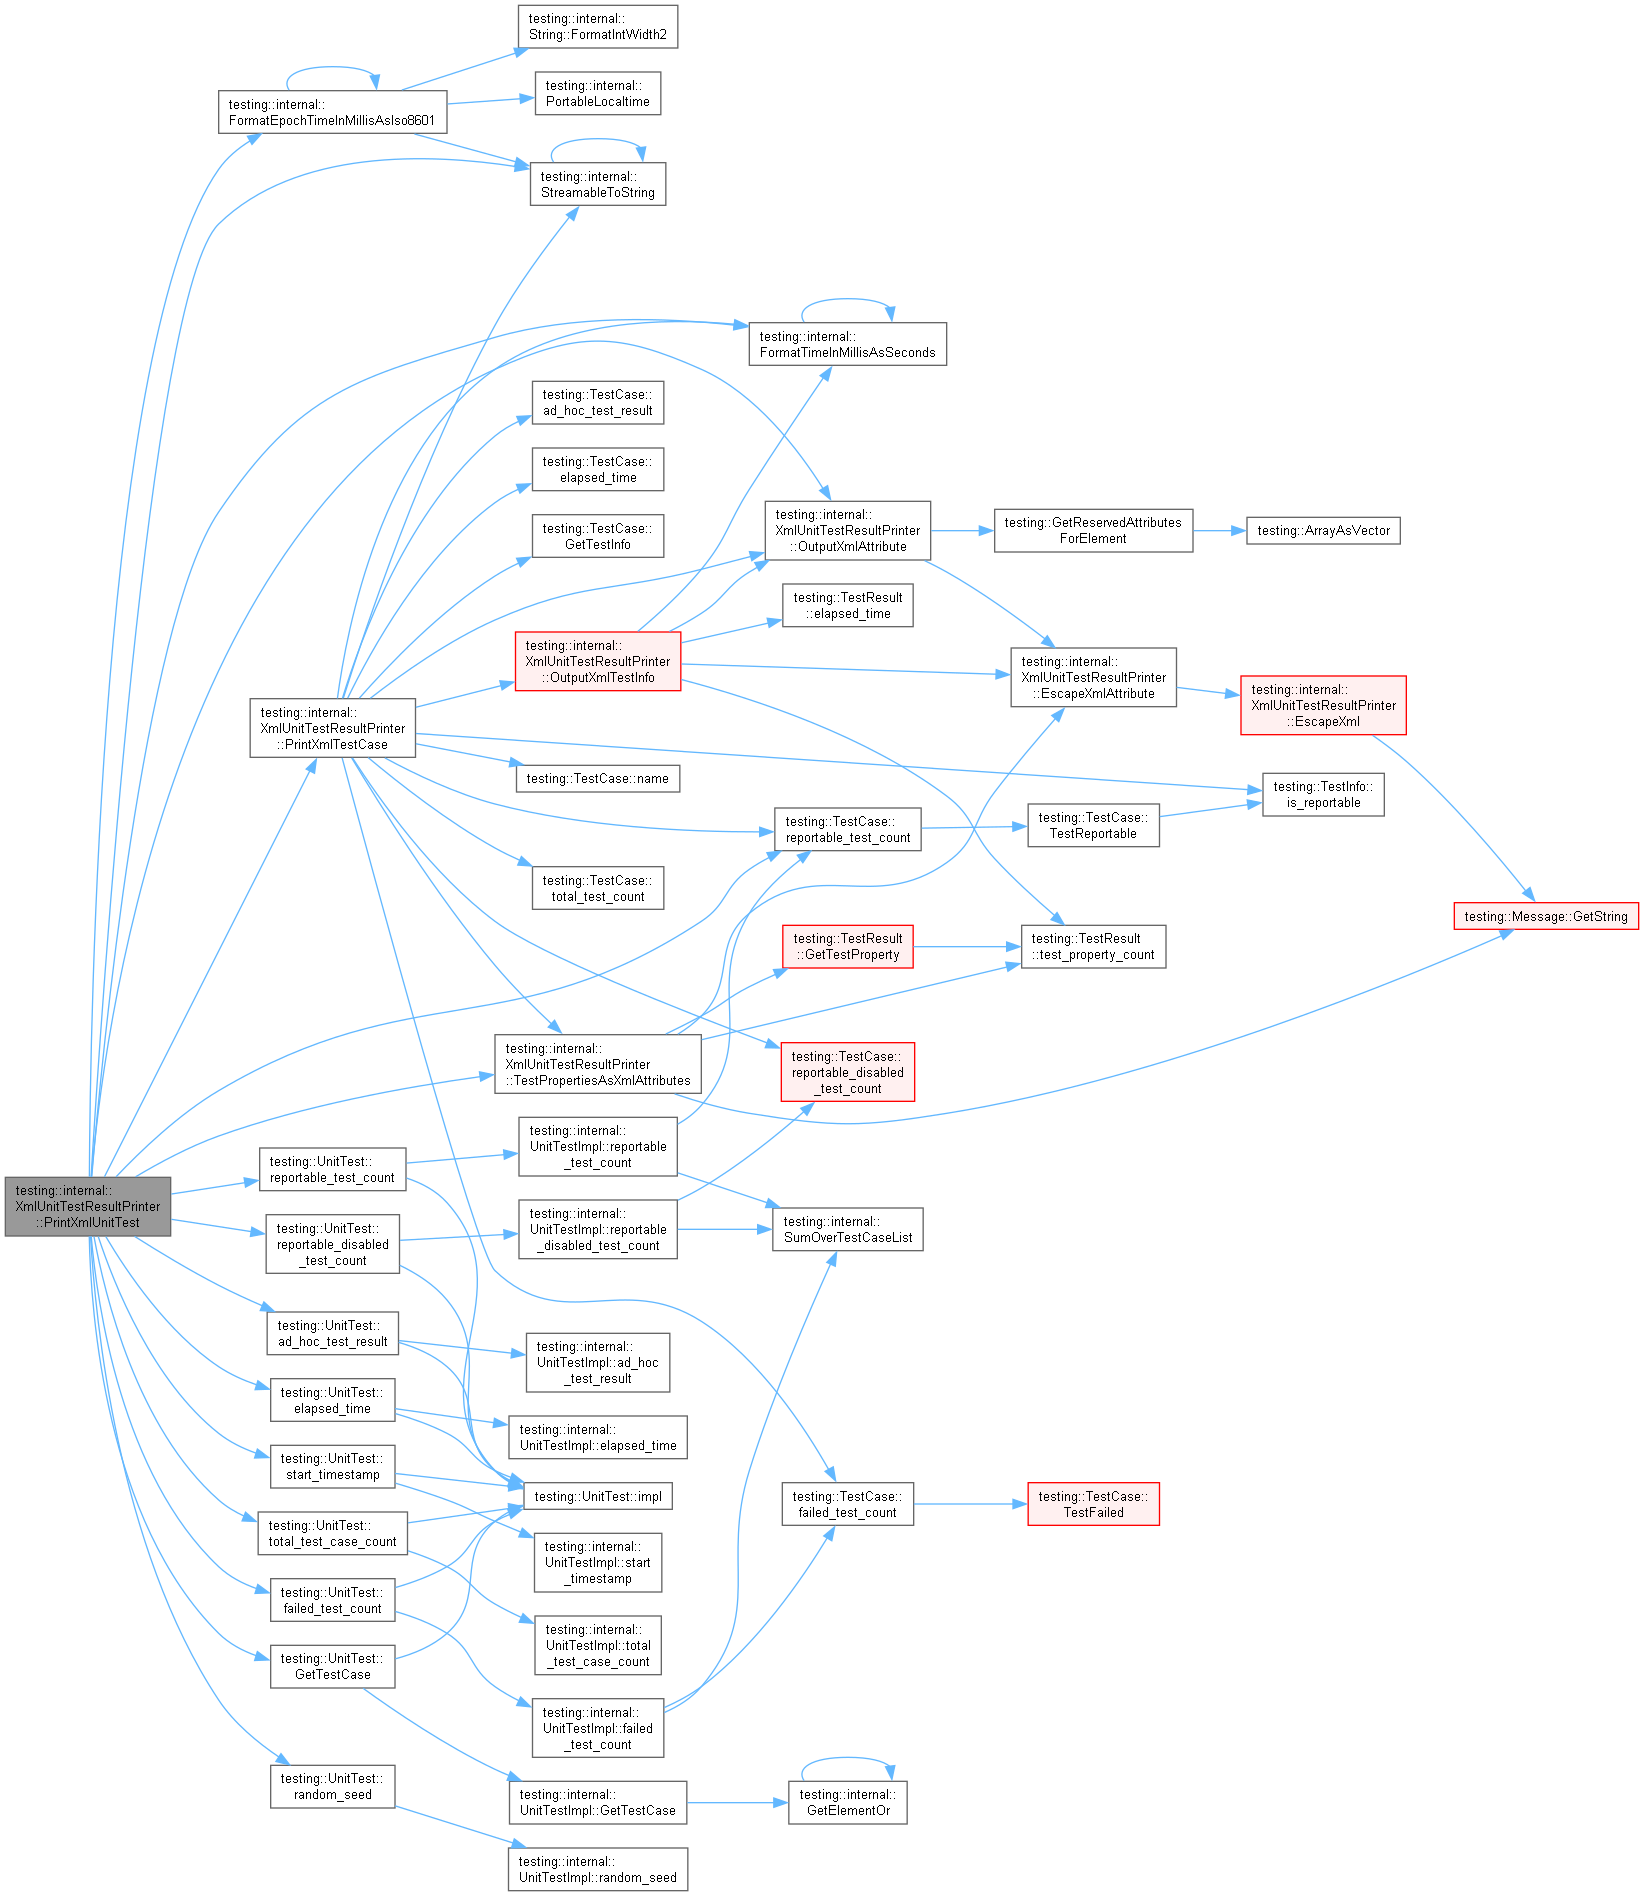 testing::internal::
String::FormatIntWidth2
testing::internal::
PortableLocaltime
testing::internal::
FormatEpochTimeInMillisAsIso8601
testing::internal::
StreamableToString
testing::internal::
FormatTimeInMillisAsSeconds
testing::TestCase::
ad_hoc_test_result
testing::TestCase::
elapsed_time
testing::TestCase::
GetTestInfo
testing::internal::
XmlUnitTestResultPrinter
::OutputXmlAttribute
testing::GetReservedAttributes
ForElement
testing::ArrayAsVector
testing::TestResult
::elapsed_time
testing::internal::
XmlUnitTestResultPrinter
::OutputXmlTestInfo
testing::internal::
XmlUnitTestResultPrinter
::EscapeXmlAttribute
testing::internal::
XmlUnitTestResultPrinter
::EscapeXml
testing::internal::
XmlUnitTestResultPrinter
::PrintXmlTestCase
testing::TestCase::name
testing::TestInfo::
is_reportable
testing::TestCase::
reportable_test_count
testing::TestCase::
TestReportable
testing::TestCase::
total_test_count
testing::Message::GetString
testing::TestResult
::GetTestProperty
testing::TestResult
::test_property_count
testing::internal::
XmlUnitTestResultPrinter
::TestPropertiesAsXmlAttributes
testing::TestCase::
reportable_disabled
_test_count
testing::internal::
UnitTestImpl::reportable
_test_count
testing::UnitTest::
reportable_test_count
testing::internal::
XmlUnitTestResultPrinter
::PrintXmlUnitTest
testing::UnitTest::
reportable_disabled
_test_count
testing::internal::
UnitTestImpl::reportable
_disabled_test_count
testing::internal::
SumOverTestCaseList
testing::UnitTest::
ad_hoc_test_result
testing::internal::
UnitTestImpl::ad_hoc
_test_result
testing::UnitTest::
elapsed_time
testing::internal::
UnitTestImpl::elapsed_time
testing::UnitTest::
start_timestamp
testing::UnitTest::impl
testing::TestCase::
failed_test_count
testing::TestCase::
TestFailed
testing::UnitTest::
total_test_case_count
testing::internal::
UnitTestImpl::start
_timestamp
testing::UnitTest::
failed_test_count
testing::internal::
UnitTestImpl::total
_test_case_count
testing::UnitTest::
GetTestCase
testing::internal::
UnitTestImpl::failed
_test_count
testing::UnitTest::
random_seed
testing::internal::
UnitTestImpl::GetTestCase
testing::internal::
GetElementOr
testing::internal::
UnitTestImpl::random_seed